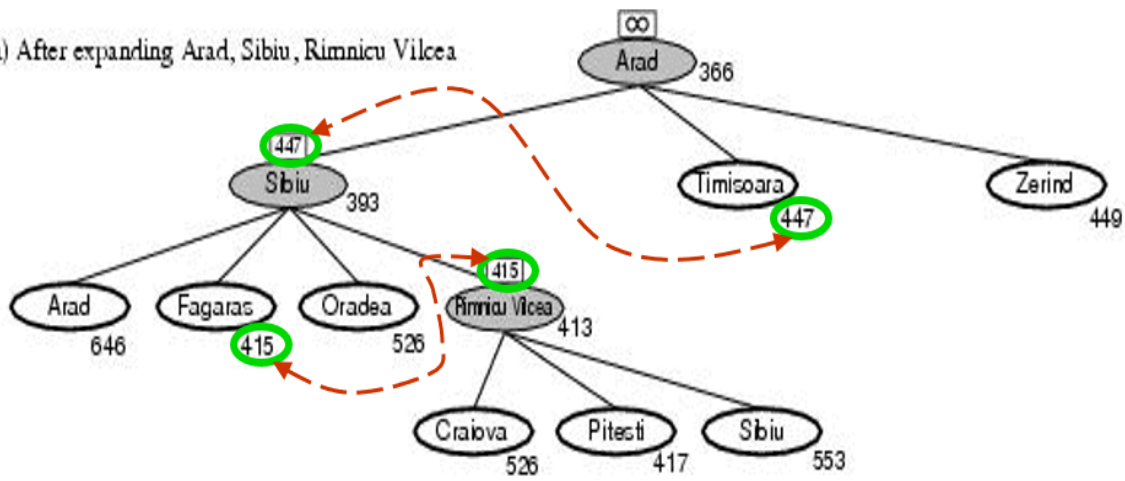 ∞
) After expanding Arad, Sibiu, Rimnicu Vilcea
Arad
366
447
Sibiu
393
Timisoara
447
Zerind
449
Arad
646
Fagaras
415
Oradea
526
415
Rimnicu Vilcea
413
Craiova
526
Pitesti
417
Sibiu
553